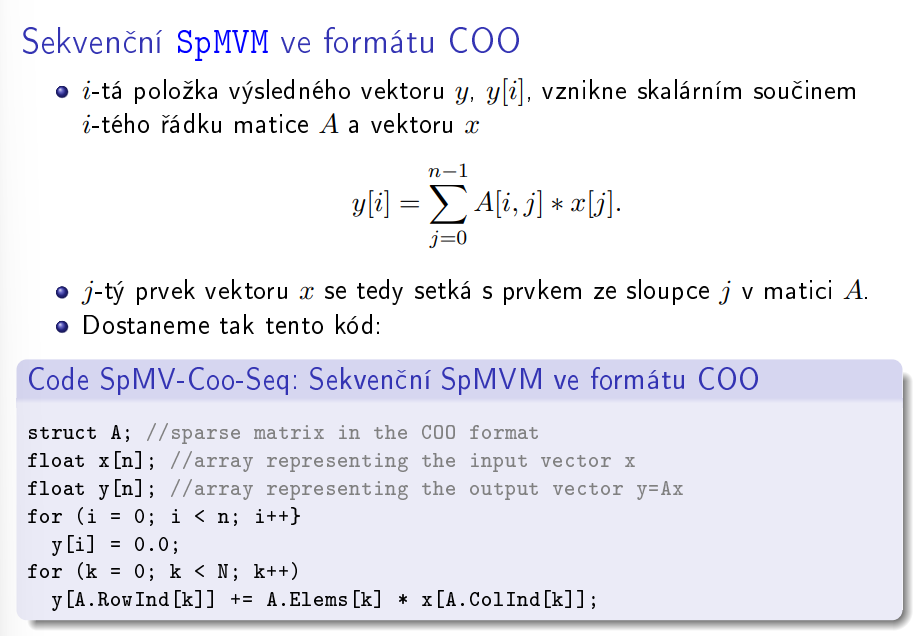 Sekvenční SpMVM ve formátu COO
i-tá položka výsledného vektoru y, y[i], vznikne skalárním součinem
i-tého řádku matice A a vektoru x
y[i] = \sum_{j=0}^{n-1} A[i, j] * x[j].
j-tý prvek vektoru x se tedy setká s prvkem ze sloupce j v matici A.
Dostaneme tak tento kód:
Code SpMV-Coo-Seq: Sekvenční SpMVM ve formátu COO
struct A; //sparse matrix in the COO format
float x[n]; //array representing the input vector x
float y[n]; //array representing the output vector y=Ax
for (i = 0; i < n; i++}
y[i] = 0.0;
for (k = 0; k < N; k++)
y[A.RowInd[k]] += A.Elems[k] * x[A.ColInd[k]];